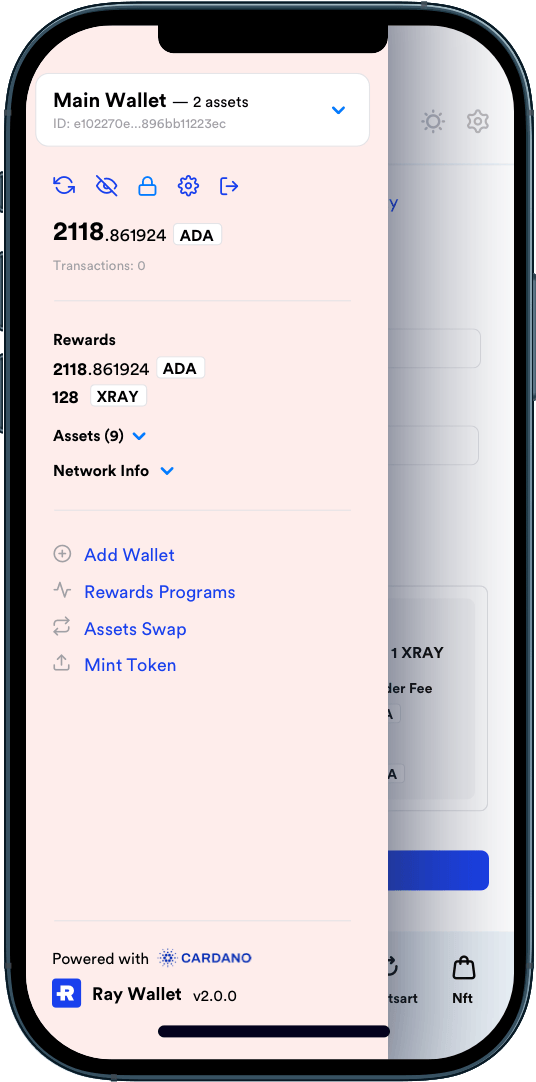 Main Wallet — 2 assets
ID: e102270e...896bb11223ec
2118.861924 ADA
Transactions: 0
Rewards
2118.861924 ADA
128 XRAY
Assets (9)
Network Info
Add Wallet
Rewards Programs
Assets Swap
Mint Token
Powered with CARDANO
Ray Wallet v2.0.0
1 XRAY
Fee
Nft